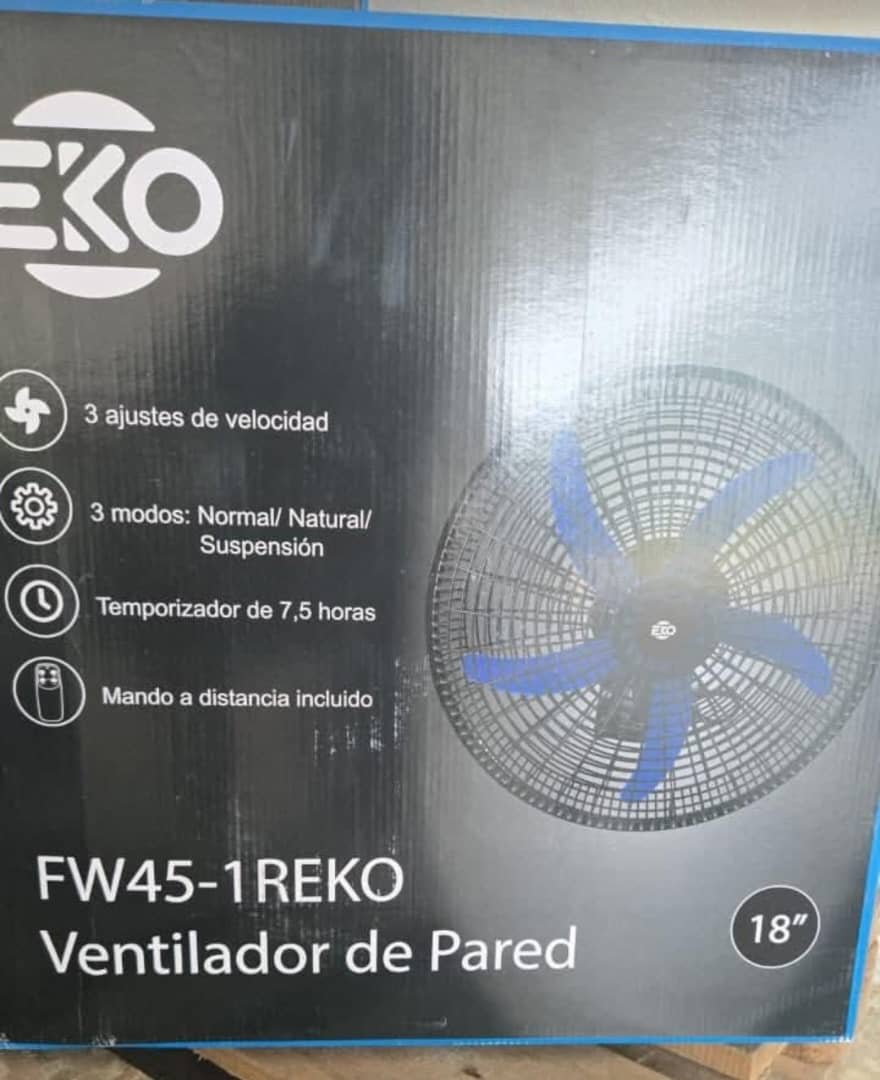 EKO
3 ajustes de velocidad
3 modos: Normal/ Natural/
Suspensión
Temporizador de 7,5 horas
Mando a distancia incluido
EKO
FW45-1REKO
Ventilador de Pared
18"